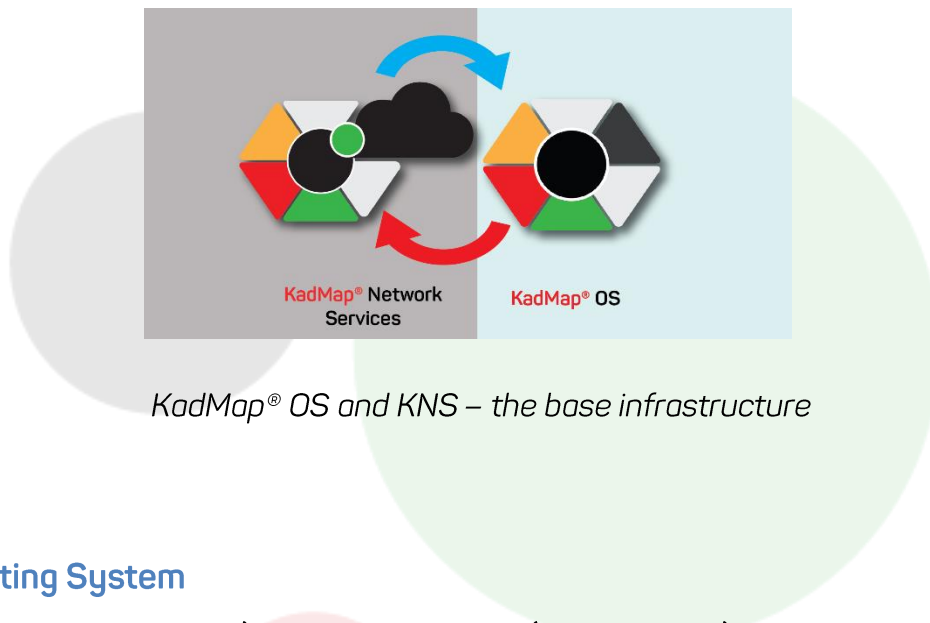 KadMap® Network
Services
KadMap® OS
KadMap® OS and KNS – the base infrastructure
ting System